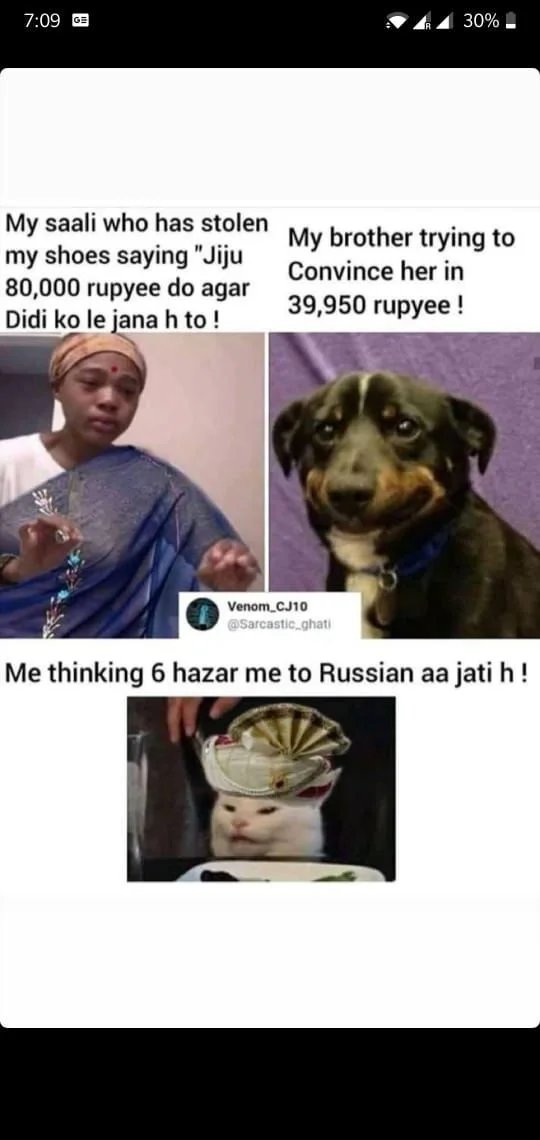 7:09 GE R 30%
My saali who has stolen
my shoes saying "Jiju
80,000 rupyee do agar
Didi ko le jana h to !
My brother trying to
Convince her in
39,950 rupyee !
Venom_CJ10
@Sarcastic_ghati
Me thinking 6 hazar me to Russian aa jati h !